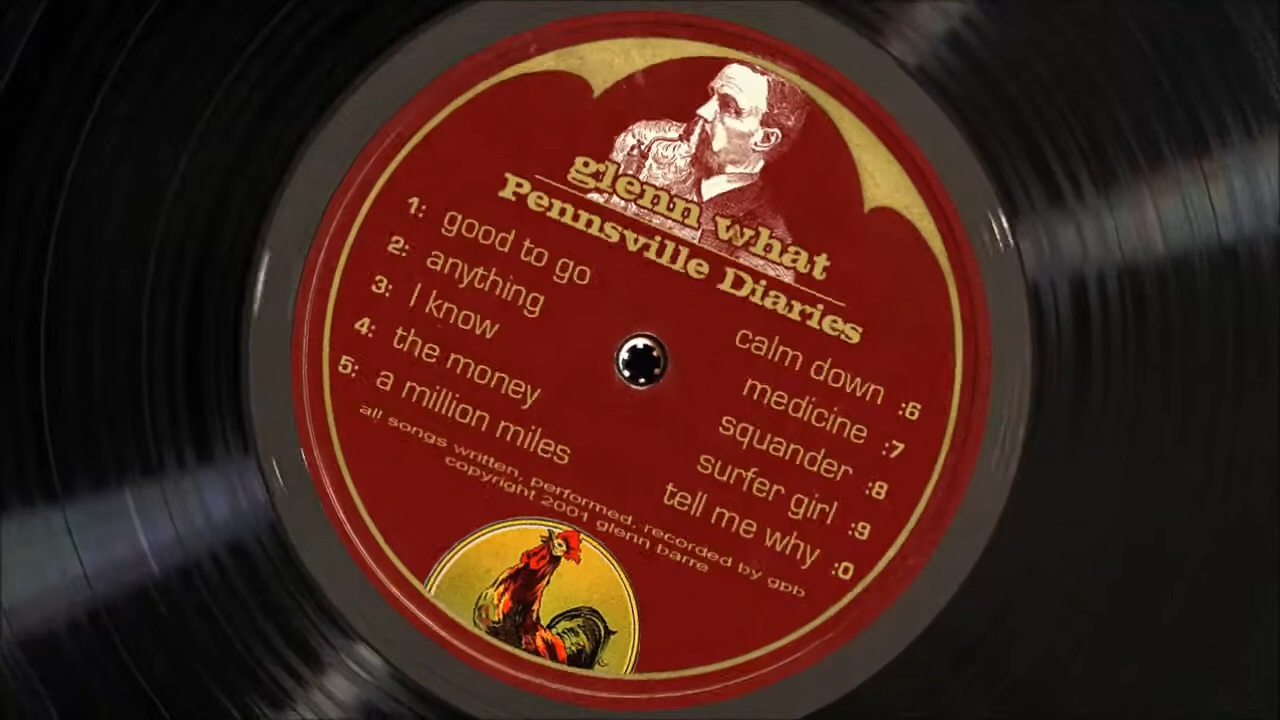 glenn what
Pennsville Diaries
1: good to go
2: anything
3: I know
4: the money
5: a million miles
calm down :6
medicine :7
squander :8
surfer girl :9
tell me why :0
all songs written, performed, recorded by gpb
copyright 2001 glenn barre